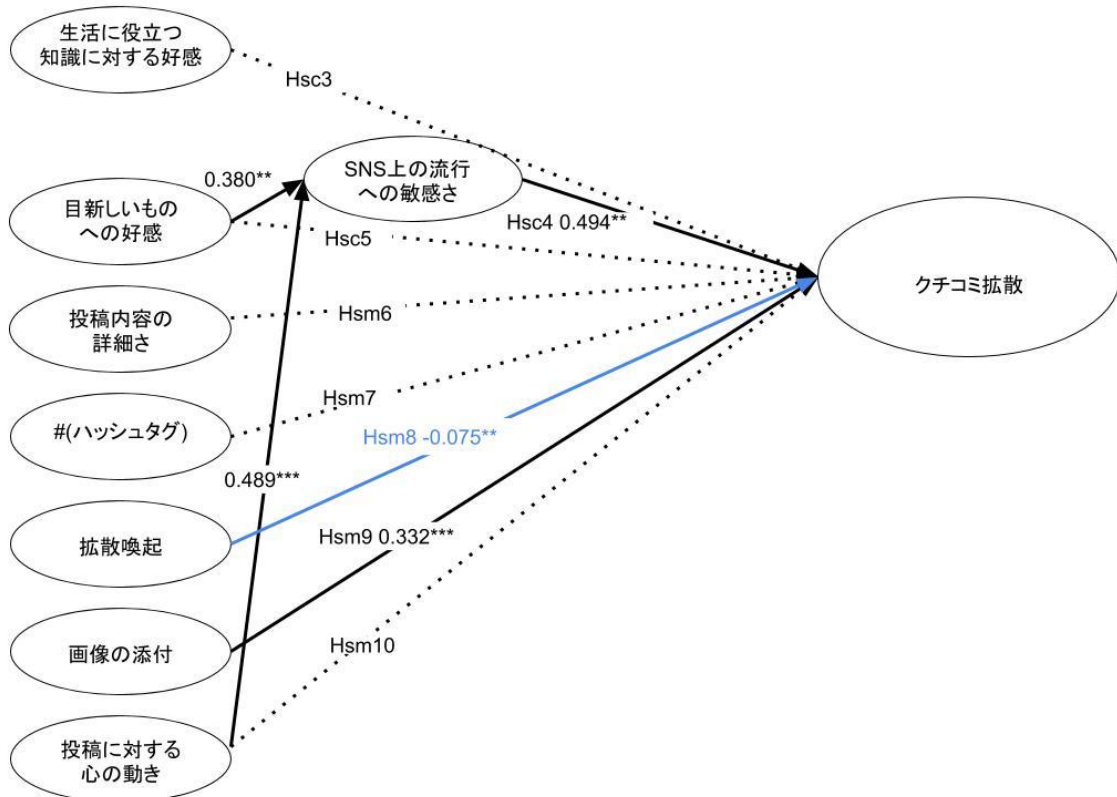 生活に役立つ
知識に対する好感
Hsc3
SNS上の流行
への敏感さ
0.380**
目新しいもの
への好感
Hsc4 0.494**
Hsc5
クチコミ拡散
投稿内容の
詳細さ
Hsm6
Hsm7
#(ハッシュタグ)
Hsm8 -0.075**
0.489***
拡散喚起
Hsm9 0.332***
画像の添付
Hsm10
投稿に対する
心の動き